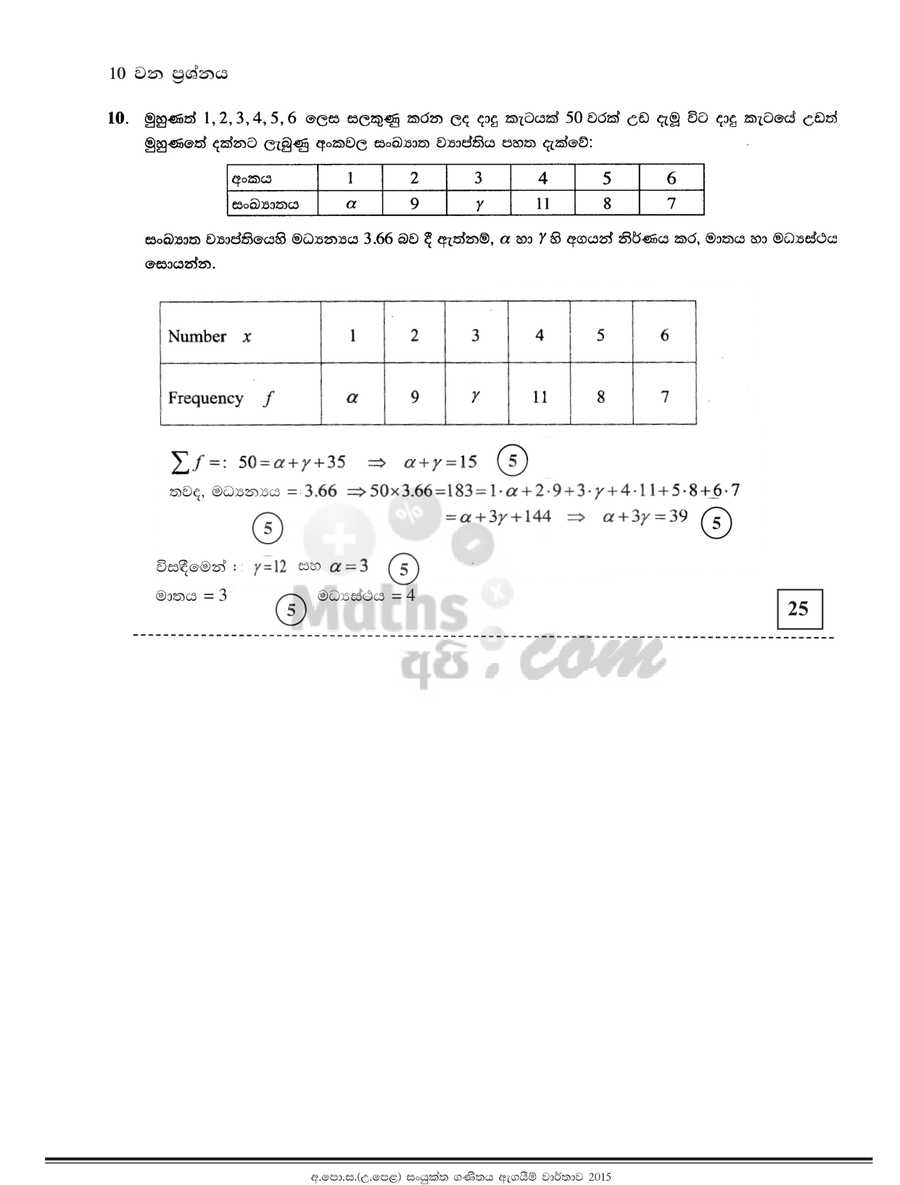 10 වන ප්‍රශ්නය
10. මුහුණත් 1, 2, 3, 4, 5, 6 ලෙස සලකුණු කරන ලද දාදු කැටයක් 50 වරක් උඩ දැමූ විට දාදු කැටයේ උඩත්
මුහුණතේ දක්නට ලැබුණු අංකවල සංඛ්‍යාත ව්‍යාප්තිය පහත දැක්වේ:
අංකය 1 2 3 4 5 6
සංඛ්‍යාතය α 9 γ 11 8 7
සංඛ්‍යාත ව්‍යාප්තියෙහි මධ්‍යන්‍යය 3.66 බව දී ඇත්නම්, α හා γ හි අගයන් නිර්ණය කර, මාතය හා මධ්‍යස්ථය
සොයන්න.
Number x 1 2 3 4 5 6
Frequency f α 9 γ 11 8 7
∑ f =: 50 = α + γ + 35 ⇒ α + γ = 15 5
තවද, මධ්‍යන්‍යය = 3.66 ⇒ 50×3.66 = 183 = 1·α + 2·9 + 3·γ + 4·11 + 5·8 + 6·7
5 = α + 3γ + 144 ⇒ α + 3γ = 39 5
විසඳීමෙන් : γ = 12 සහ α = 3 5
මාතය = 3 5 මධ්‍යස්ථය = 4
25
Maths
අපි . com
අ.පො.ස.(උ.පෙළ) සංයුක්ත ගණිතය ඇගයීම් වාර්තාව 2015